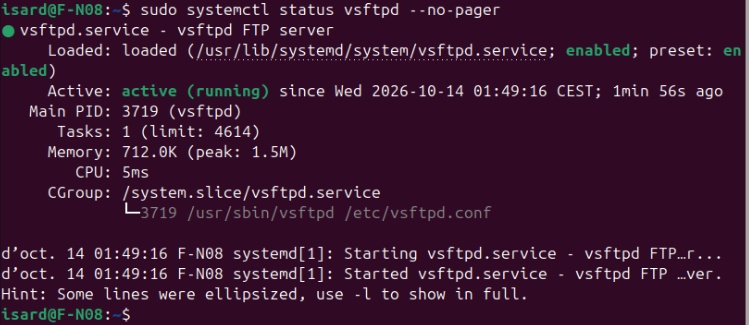 isard@F-N08:~$ sudo systemctl status vsftpd --no-pager
● vsftpd.service - vsftpd FTP server
Loaded: loaded (/usr/lib/systemd/system/vsftpd.service; enabled; preset: en
abled)
Active: active (running) since Wed 2026-10-14 01:49:16 CEST; 1min 56s ago
Main PID: 3719 (vsftpd)
Tasks: 1 (limit: 4614)
Memory: 712.0K (peak: 1.5M)
CPU: 5ms
CGroup: /system.slice/vsftpd.service
└─3719 /usr/sbin/vsftpd /etc/vsftpd.conf

d’oct. 14 01:49:16 F-N08 systemd[1]: Starting vsftpd.service - vsftpd FTP…r...
d’oct. 14 01:49:16 F-N08 systemd[1]: Started vsftpd.service - vsftpd FTP …ver.
Hint: Some lines were ellipsized, use -l to show in full.
isard@F-N08:~$